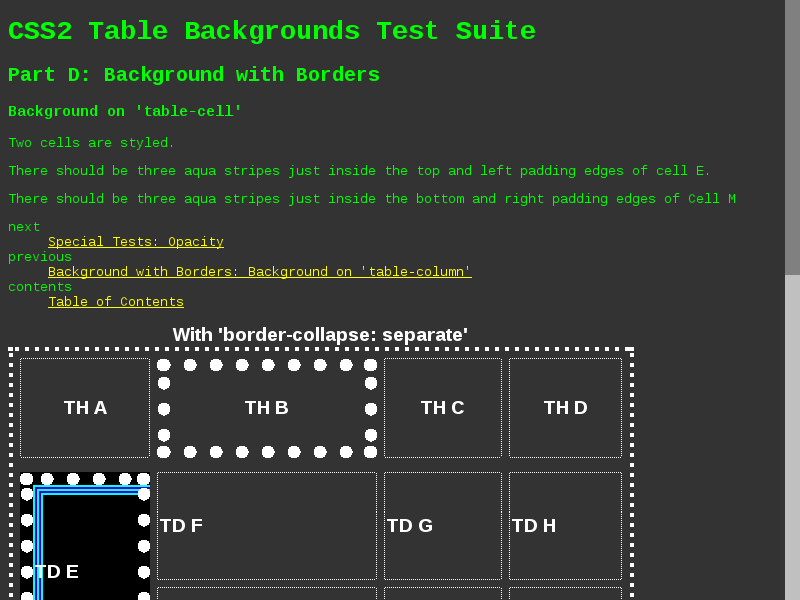 CSS2 Table Backgrounds Test Suite
Part D: Background with Borders
Background on 'table-cell'
Two cells are styled.
There should be three aqua stripes just inside the top and left padding edges of cell E.
There should be three aqua stripes just inside the bottom and right padding edges of Cell M
next
Special Tests: Opacity
previous
Background with Borders: Background on 'table-column'
contents
Table of Contents
With 'border-collapse: separate'
TH A TH B TH C TH D
TD F TD G TD H
TD E